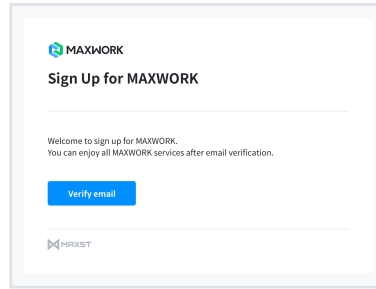 MAXWORK
Sign Up for MAXWORK
Welcome to sign up for MAXWORK.
You can enjoy all MAXWORK services after email verification.
Verify email
MAXST